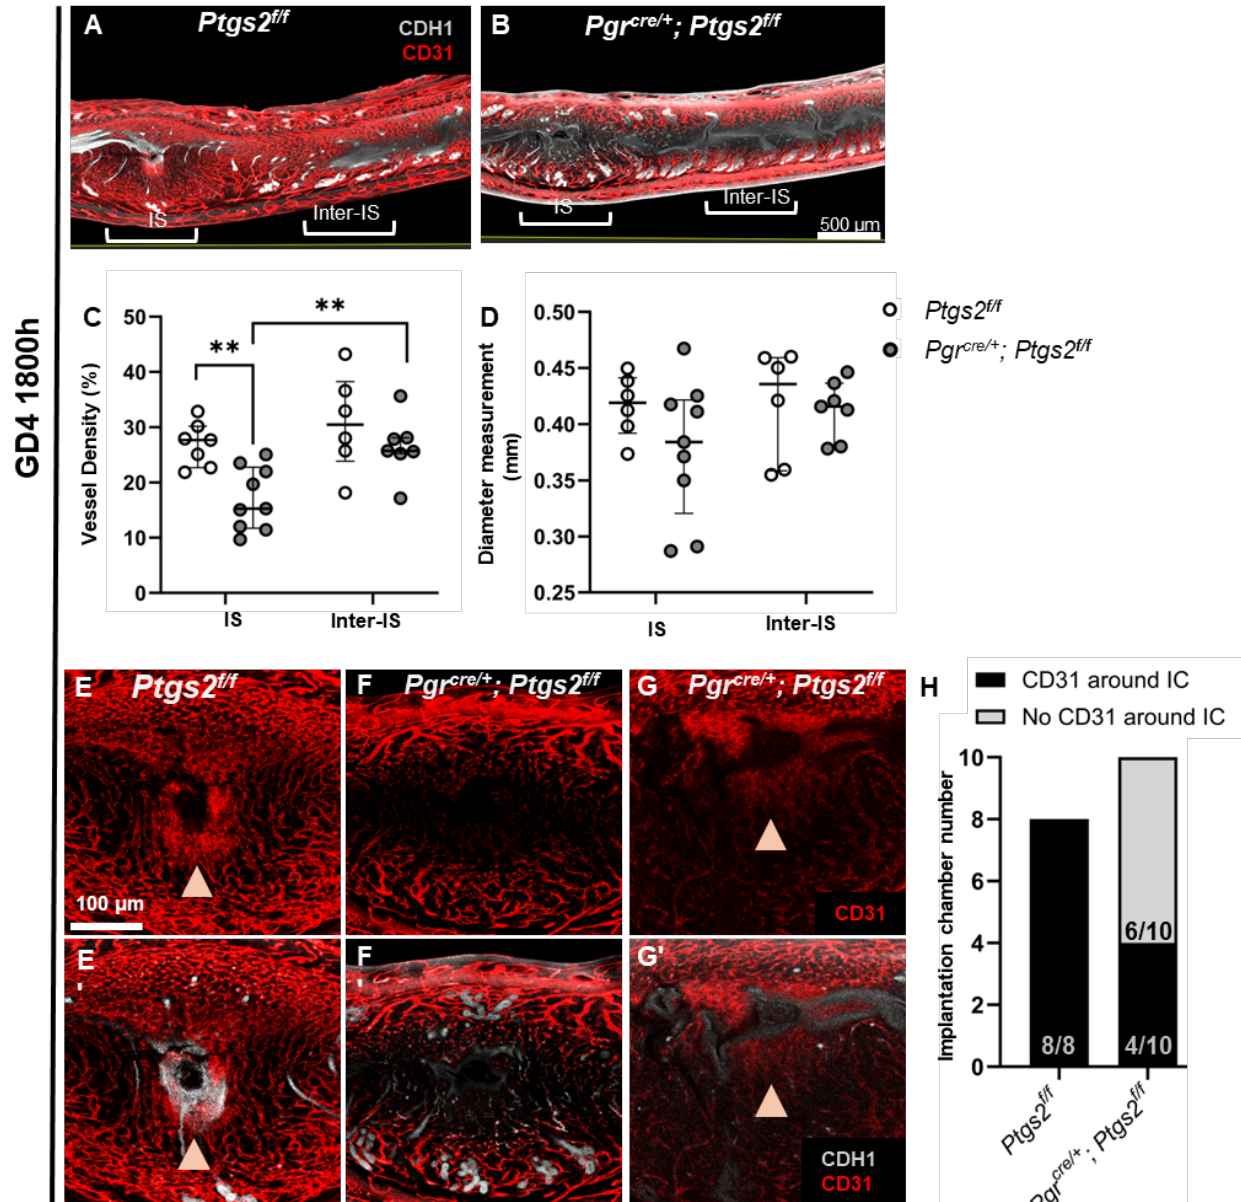 GD4 1800h
A
Ptgs2f/f
CDH1
CD31
IS
Inter-IS
B
Pgrcre/+; Ptgs2f/f
IS
Inter-IS
500 µm
C
Vessel Density (%)
50
40
30
20
10
0
**
**
IS
Inter-IS
D
Diameter measurement
(mm)
0.50
0.45
0.40
0.35
0.30
0.25
IS
Inter-IS
Ptgs2f/f
Pgrcre/+; Ptgs2f/f
E
Ptgs2f/f
100 µm
F
Pgrcre/+; Ptgs2f/f
G
Pgrcre/+; Ptgs2f/f
CD31
E
'
F
'
G'
CDH1
CD31
H
CD31 around IC
No CD31 around IC
Implantation chamber number
10
8
6
4
2
0
8/8
6/10
4/10
Ptgs2f/f
Pgrcre/+; Ptgs2f/f